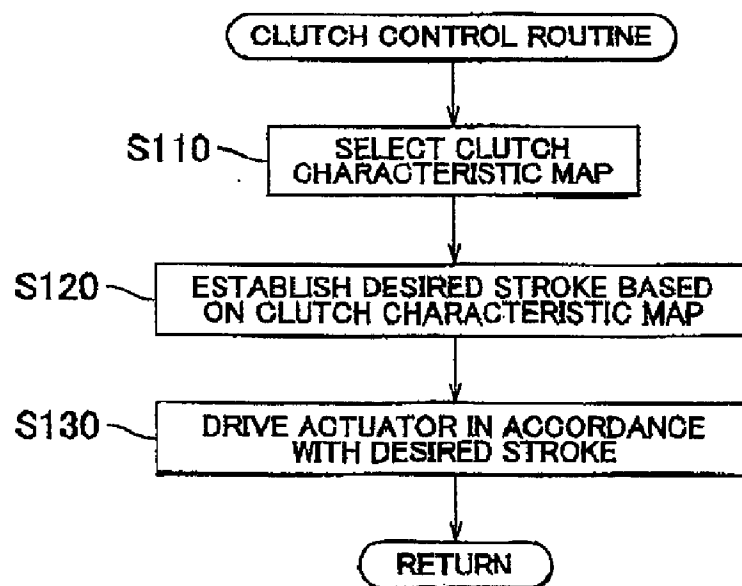 CLUTCH CONTROL ROUTINE
S110
SELECT CLUTCH
CHARACTERISTIC MAP
S120
ESTABLISH DESIRED STROKE BASED
ON CLUTCH CHARACTERISTIC MAP
S130
DRIVE ACTUATOR IN ACCORDANCE
WITH DESIRED STROKE
RETURN